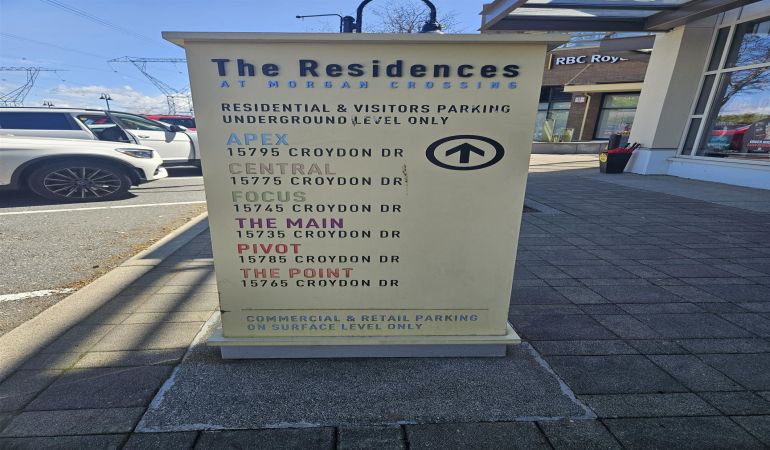 The Residences
AT MORGAN CROSSING
RESIDENTIAL & VISITORS PARKING
UNDERGROUND LEVEL ONLY
APEX
15795 CROYDON DR
CENTRAL
15775 CROYDON DR
FOCUS
15745 CROYDON DR
THE MAIN
15735 CROYDON DR
PIVOT
15785 CROYDON DR
THE POINT
15765 CROYDON DR
COMMERCIAL & RETAIL PARKING
ON SURFACE LEVEL ONLY
RBC Roy